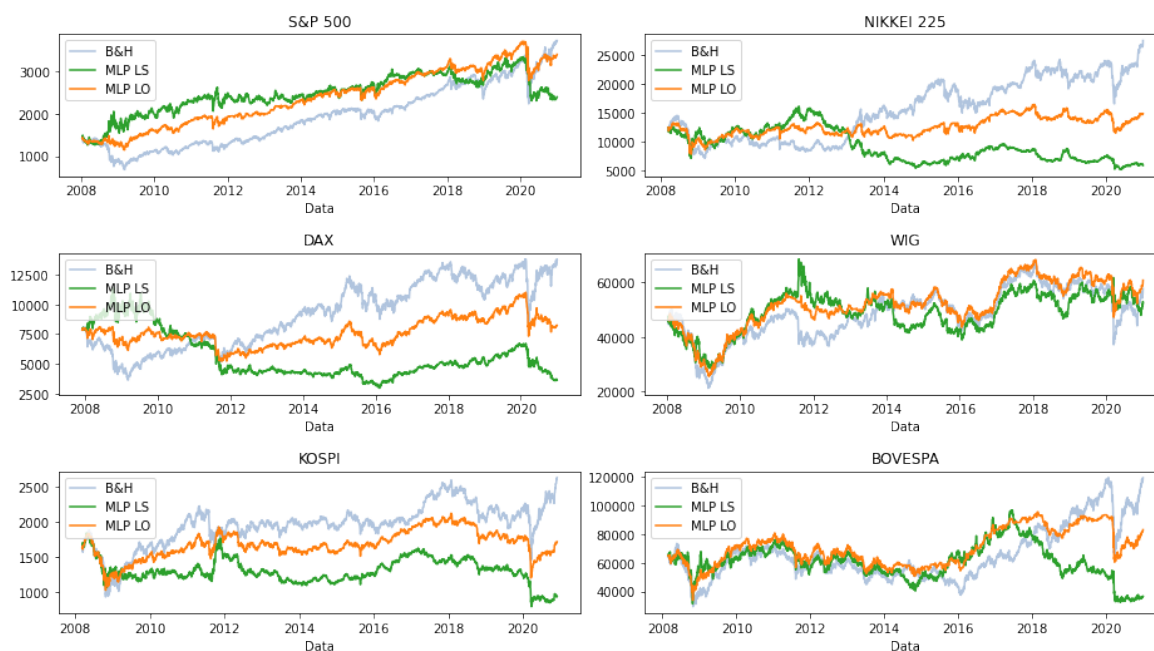 S&P 500
B&H
MLP LS
MLP LO
3000
2000
1000
2008 2010 2012 2014 2016 2018 2020
Data
NIKKEI 225
B&H
MLP LS
MLP LO
25000
20000
15000
10000
5000
2008 2010 2012 2014 2016 2018 2020
Data
DAX
B&H
MLP LS
MLP LO
12500
10000
7500
5000
2500
2008 2010 2012 2014 2016 2018 2020
Data
WIG
B&H
MLP LS
MLP LO
60000
40000
20000
2008 2010 2012 2014 2016 2018 2020
Data
KOSPI
B&H
MLP LS
MLP LO
2500
2000
1500
1000
2008 2010 2012 2014 2016 2018 2020
Data
BOVESPA
B&H
MLP LS
MLP LO
120000
100000
80000
60000
40000
2008 2010 2012 2014 2016 2018 2020
Data